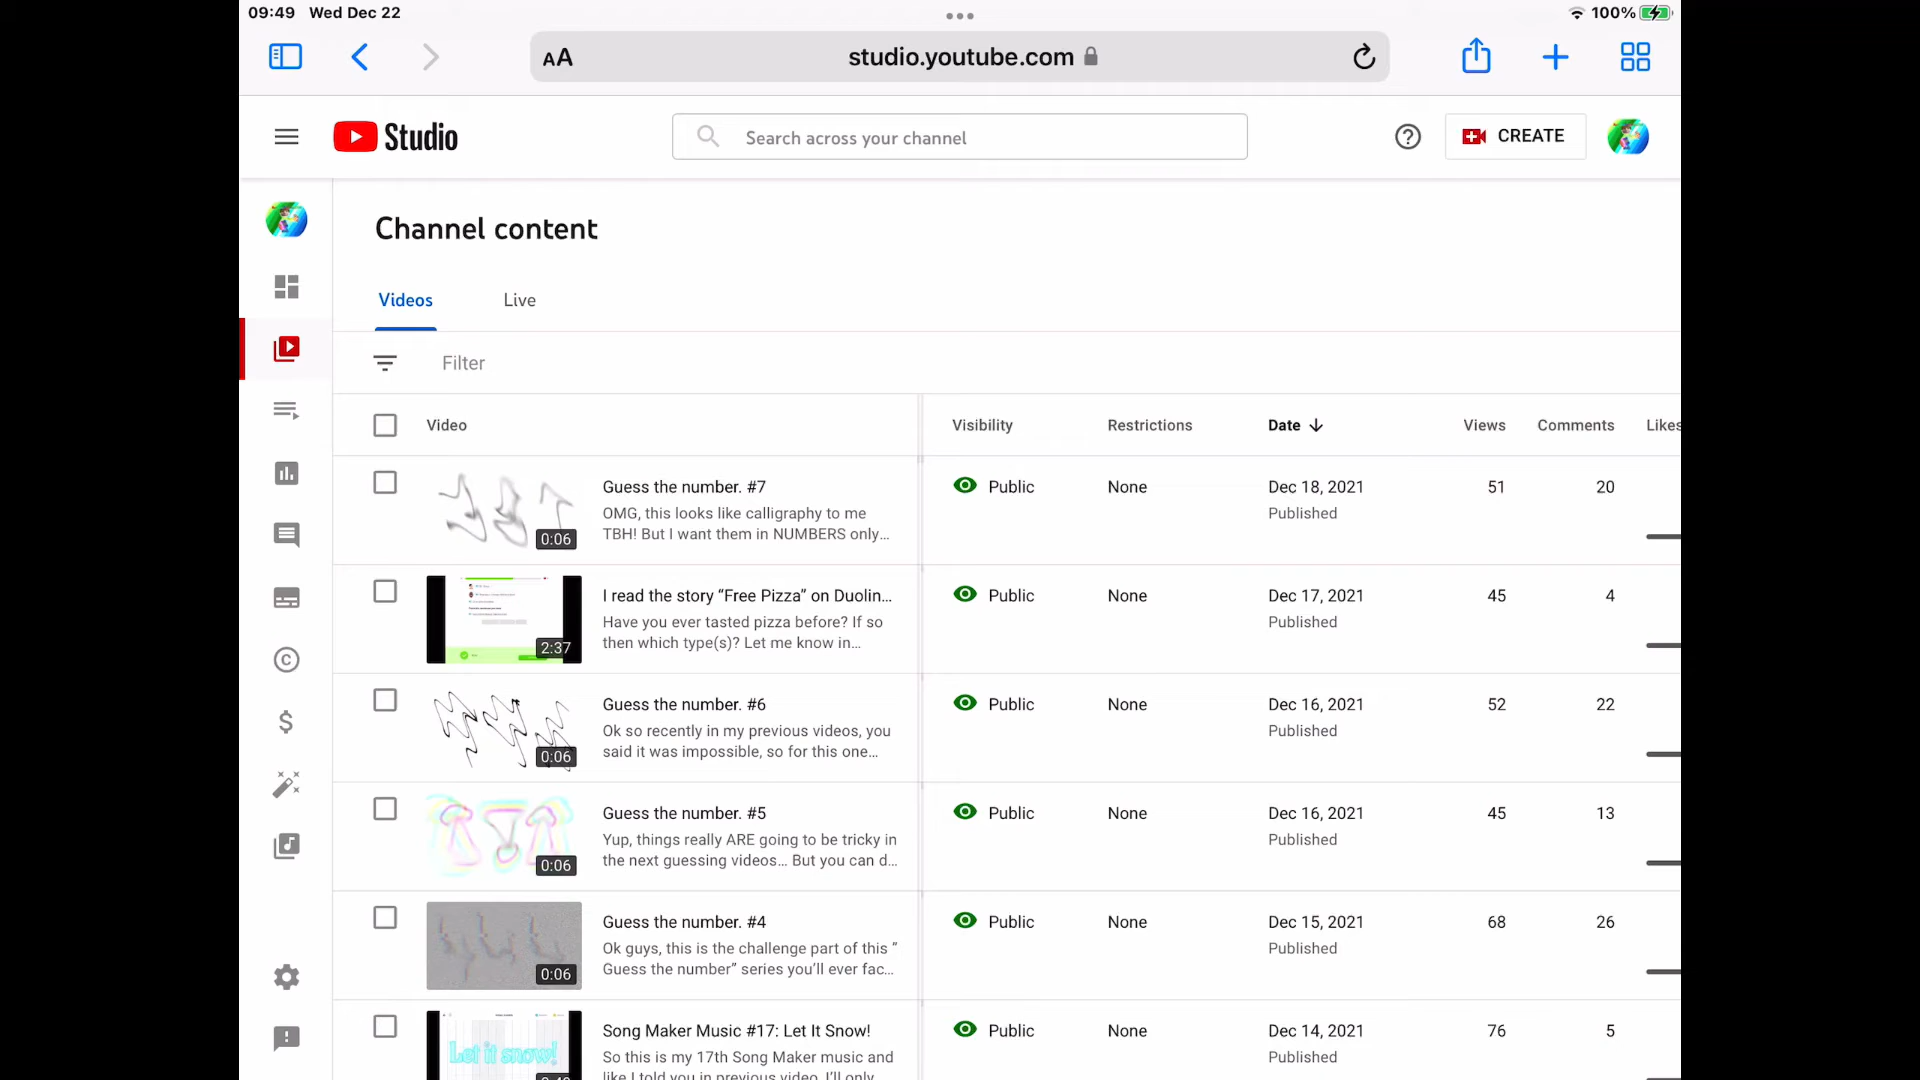 09:49 Wed Dec 22
100%
AA
studio.youtube.com
Studio
Search across your channel
CREATE
Channel content
Videos Live
Filter
Video Visibility Restrictions Date Views Comments Likes
Guess the number. #7 Public None Dec 18, 2021 51 20
OMG, this looks like calligraphy to me Published
TBH! But I want them in NUMBERS only…
0:06
I read the story “Free Pizza” on Duolin… Public None Dec 17, 2021 45 4
Have you ever tasted pizza before? If so Published
then which type(s)? Let me know in…
2:37
Guess the number. #6 Public None Dec 16, 2021 52 22
Ok so recently in my previous videos, you Published
said it was impossible, so for this one…
0:06
Guess the number. #5 Public None Dec 16, 2021 45 13
Yup, things really ARE going to be tricky in Published
the next guessing videos… But you can d…
0:06
Guess the number. #4 Public None Dec 15, 2021 68 26
Ok guys, this is the challenge part of this ” Published
Guess the number” series you’ll ever fac…
0:06
Song Maker Music #17: Let It Snow! Public None Dec 14, 2021 76 5
So this is my 17th Song Maker music and Published
Let it snow!
like I told you in previous video, I’ll only